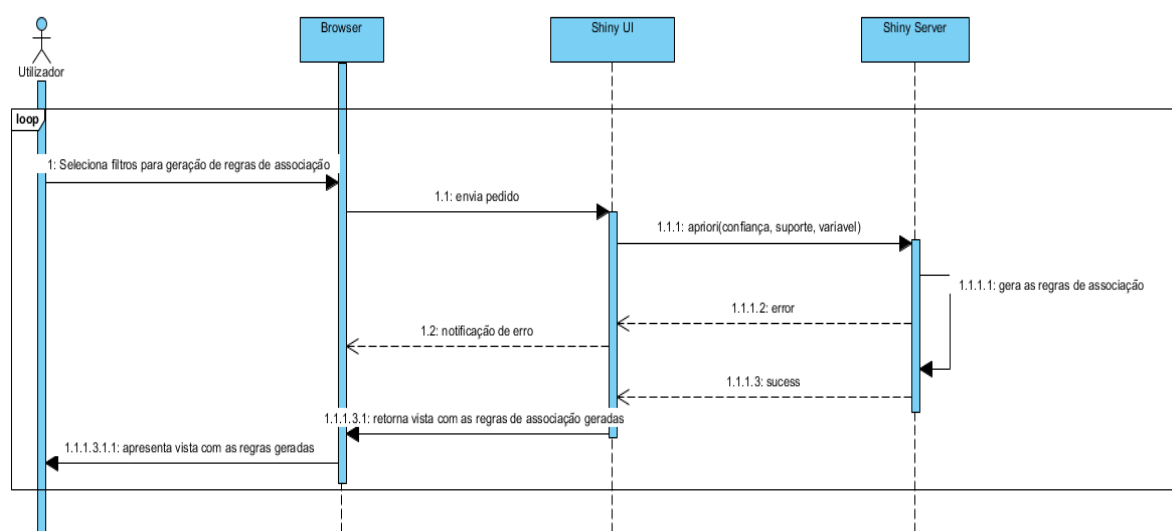 Browser
Shiny UI
Shiny Server
Utilizador
loop
1: Seleciona filtros para geração de regras de associação
1.1: envia pedido
1.1.1: apriori(confiança, suporte, variavel)
1.1.1.1: gera as regras de associação
1.1.1.2: error
1.2: notificação de erro
1.1.1.3: sucess
1.1.1.3.1: retorna vista com as regras de associação geradas
1.1.1.3.1.1: apresenta vista com as regras geradas